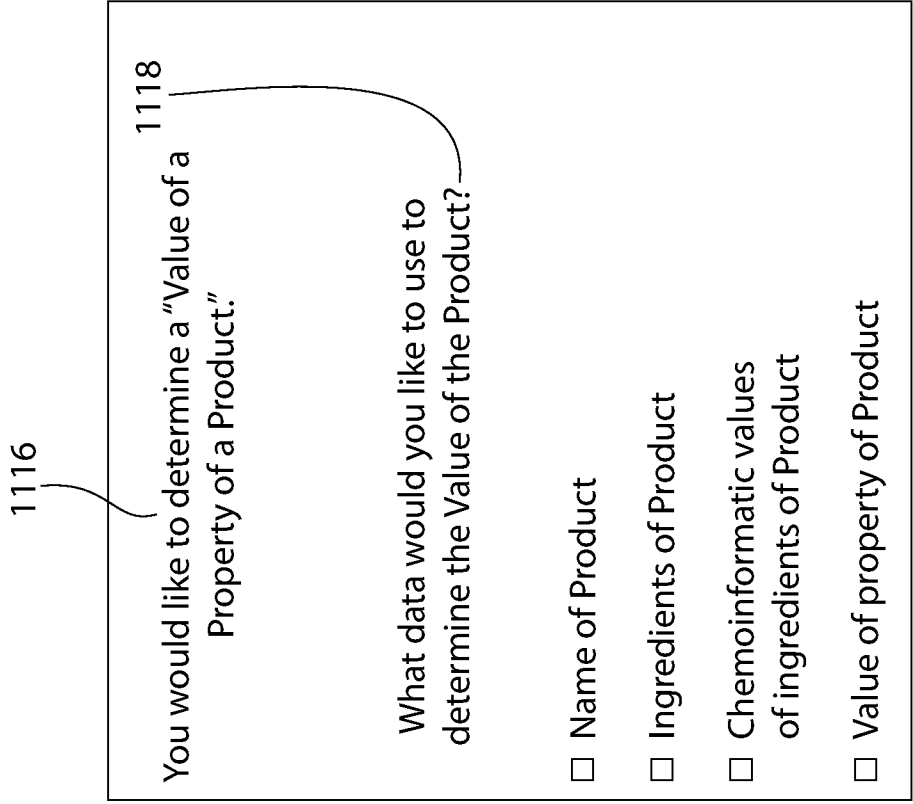 1116
You would like to determine a “Value of a
Property of a Product.”
1118
What data would you like to use to
determine the Value of the Product?
☐ Name of Product
☐ Ingredients of Product
☐ Chemoinformatic values
of ingredients of Product
☐ Value of property of Product